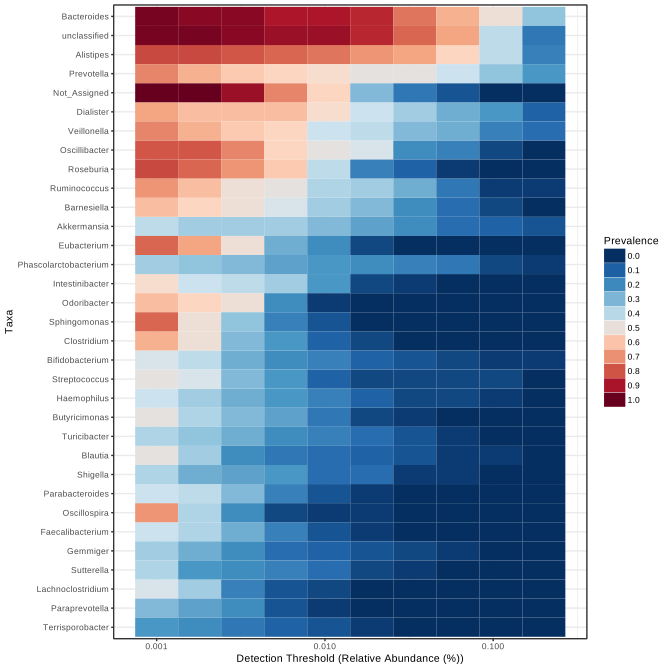 Bacteroides
unclassified
Alistipes
Prevotella
Not_Assigned
Dialister
Veillonella
Oscillibacter
Roseburia
Ruminococcus
Barnesiella
Akkermansia
Eubacterium
Phascolarctobacterium
Intestinibacter
Odoribacter
Sphingomonas
Clostridium
Bifidobacterium
Streptococcus
Haemophilus
Butyricimonas
Turicibacter
Blautia
Shigella
Parabacteroides
Oscillospira
Faecalibacterium
Gemmiger
Sutterella
Lachnoclostridium
Paraprevotella
Terrisporobacter
Taxa
0.001 0.010 0.100
Detection Threshold (Relative Abundance (%))
Prevalence
0.0
0.1
0.2
0.3
0.4
0.5
0.6
0.7
0.8
0.9
1.0